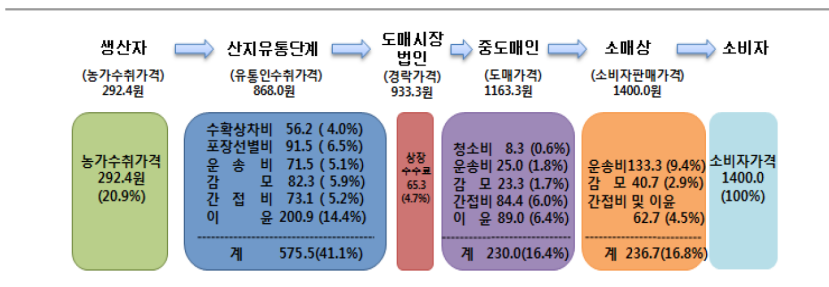 생산자
산지유통단계
도매시장
법인
중도매인
소매상
소비자
(농가수취가격)
292.4원
(유통인수취가격)
868.0원
(경락가격)
933.3원
(도매가격)
1163.3원
(소비자판매가격)
1400.0원
농가수취가격
292.4원
(20.9%)
수확상차비 56.2 ( 4.0%)
포장선별비 91.5 ( 6.5%)
운 송 비 71.5 ( 5.1%)
감 모 82.3 ( 5.9%)
간 접 비 73.1 ( 5.2%)
이 윤 200.9 (14.4%)
계 575.5(41.1%)
상장
수수료
65.3
(4.7%)
청소비 8.3 (0.6%)
운송비 25.0 (1.8%)
감 모 23.3 (1.7%)
간접비 84.4 (6.0%)
이 윤 89.0 (6.4%)
계 230.0(16.4%)
운송비133.3 (9.4%)
감 모 40.7 (2.9%)
간접비 및 이윤
62.7 (4.5%)
계 236.7(16.8%)
소비자가격
1400.0
(100%)